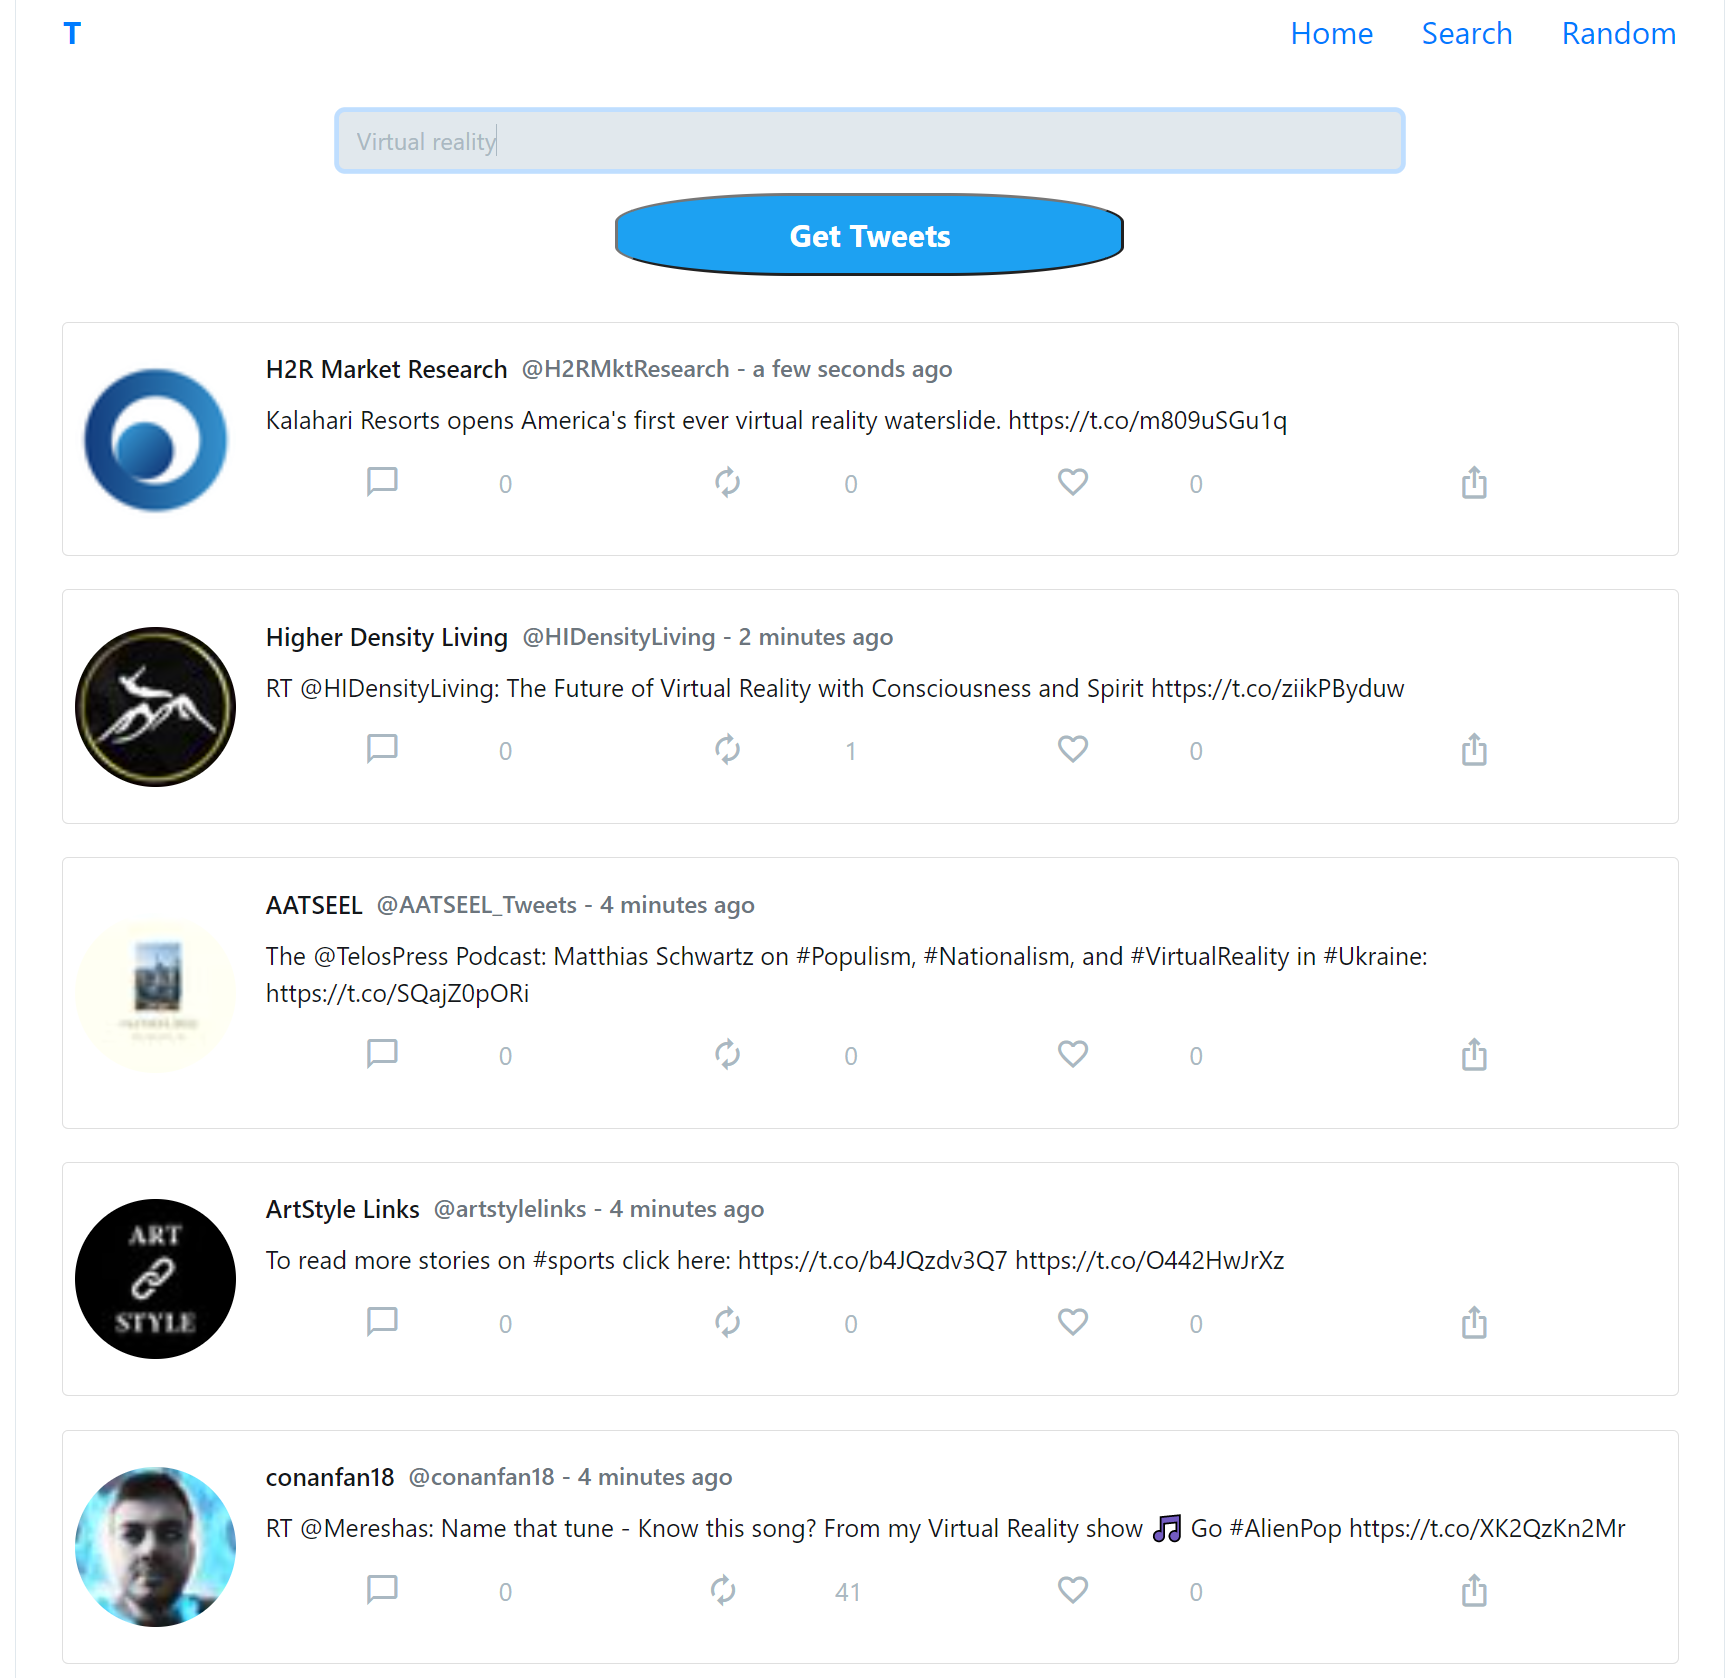 T
Home Search Random
Virtual reality
Get Tweets
H2R Market Research @H2RMktResearch - a few seconds ago
Kalahari Resorts opens America's first ever virtual reality waterslide. https://t.co/m809uSGu1q
0 0 0
Higher Density Living @HIDensityLiving - 2 minutes ago
RT @HIDensityLiving: The Future of Virtual Reality with Consciousness and Spirit https://t.co/ziikPByduw
0 1 0
AATSEEL @AATSEEL_Tweets - 4 minutes ago
The @TelosPress Podcast: Matthias Schwartz on #Populism, #Nationalism, and #VirtualReality in #Ukraine:
https://t.co/SQajZ0pORi
0 0 0
ArtStyle Links @artstylelinks - 4 minutes ago
ART
STYLE
To read more stories on #sports click here: https://t.co/b4JQzdv3Q7 https://t.co/O442HwJrXz
0 0 0
conanfan18 @conanfan18 - 4 minutes ago
RT @Mereshas: Name that tune - Know this song? From my Virtual Reality show 🎵 Go #AlienPop https://t.co/XK2QzKn2Mr
0 41 0